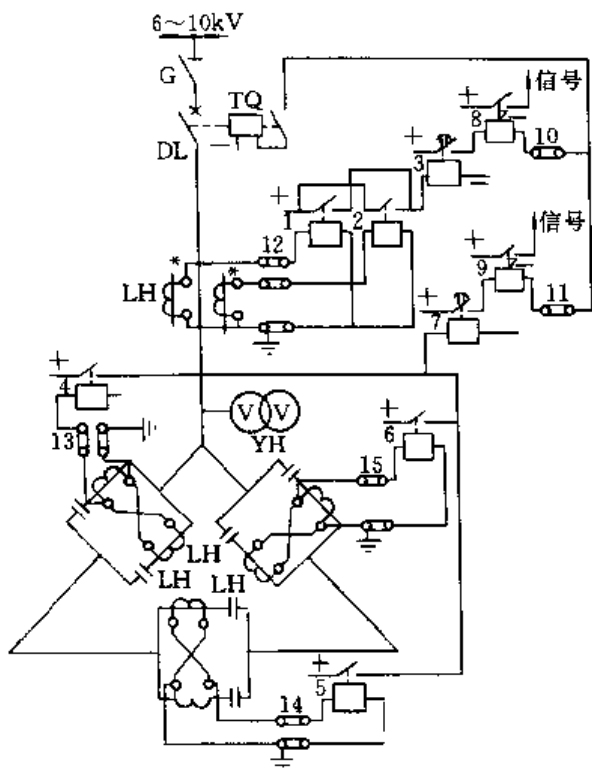 6~10kV
G
TQ
DL
信号
8
10
3
1
2
12
信号
9
11
7
LH
4
13
V V
YH
6
15
LH
LH
LH
5
14